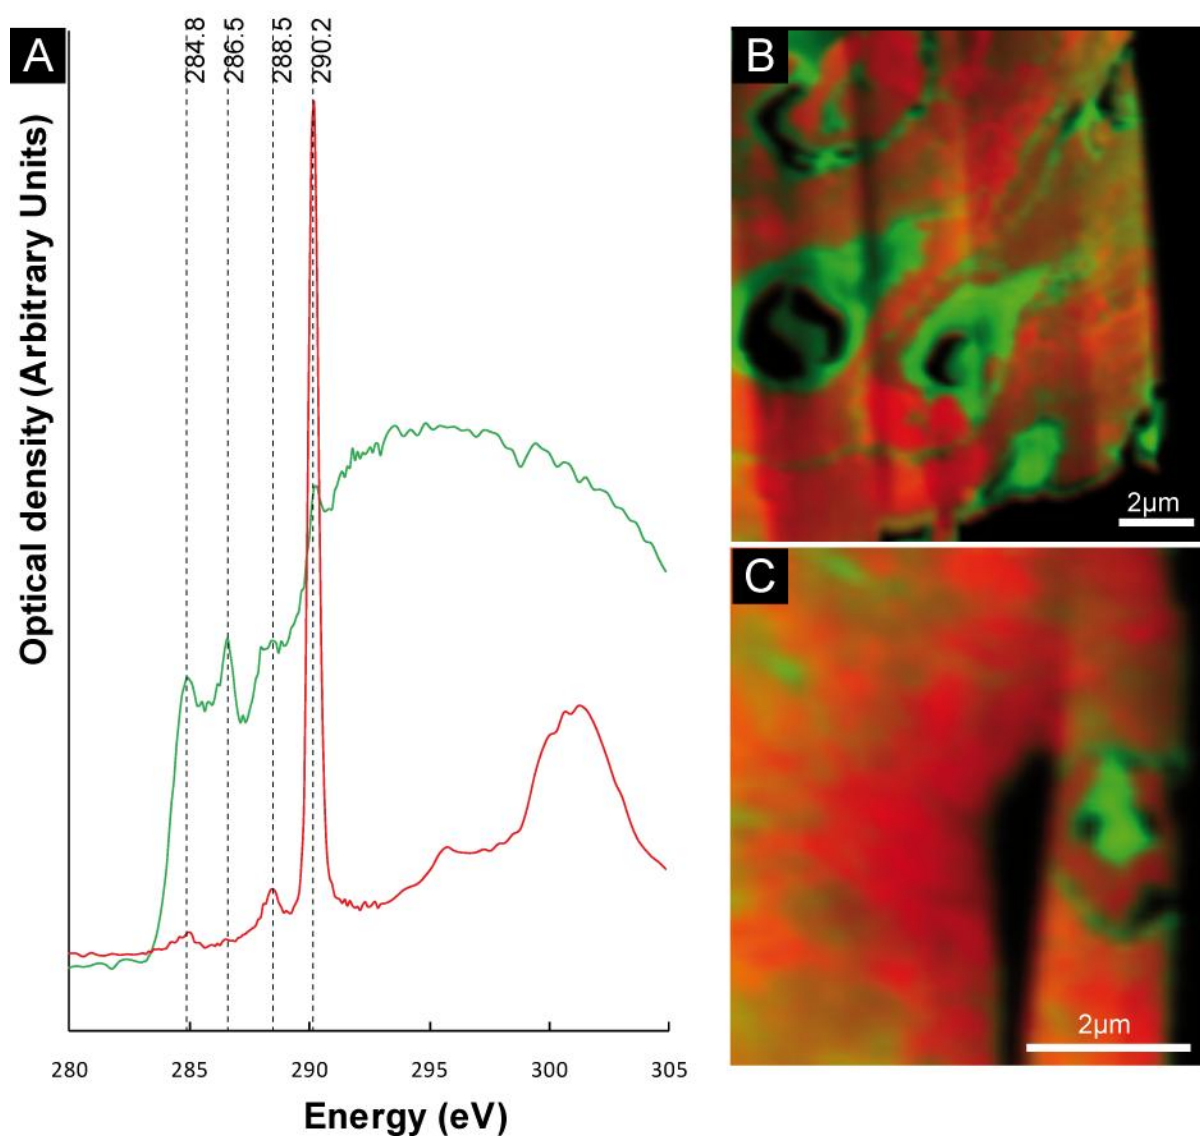 A
284.8
286.5
288.5
290.2
Optical density (Arbitrary Units)
280 285 290 295 300 305
Energy (eV)
B
2µm
C
2µm